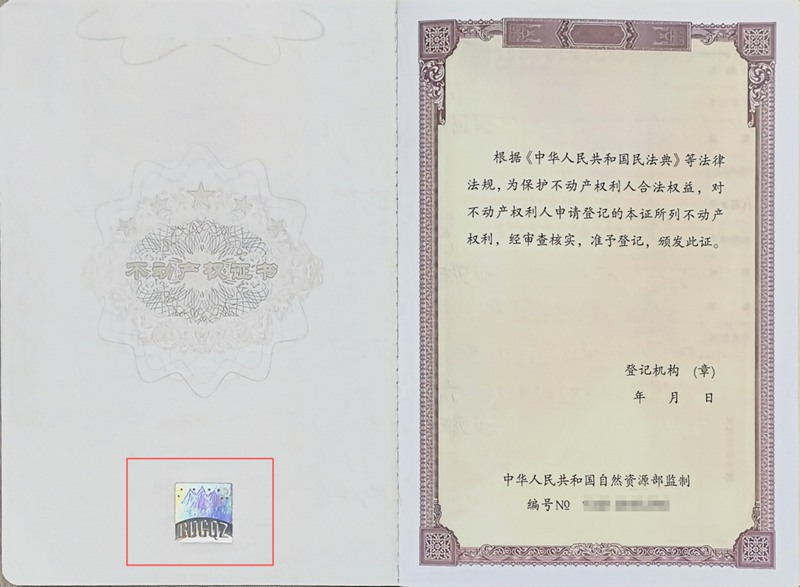 不动产权证书
BDCQZ
根据《中华人民共和国民法典》等法律
法规，为保护不动产权利人合法权益，对
不动产权利人申请登记的本证所列不动产
权利，经审查核实，准予登记，颁发此证。
登记机构 （章）
年 月 日
中华人民共和国自然资源部监制
编号№